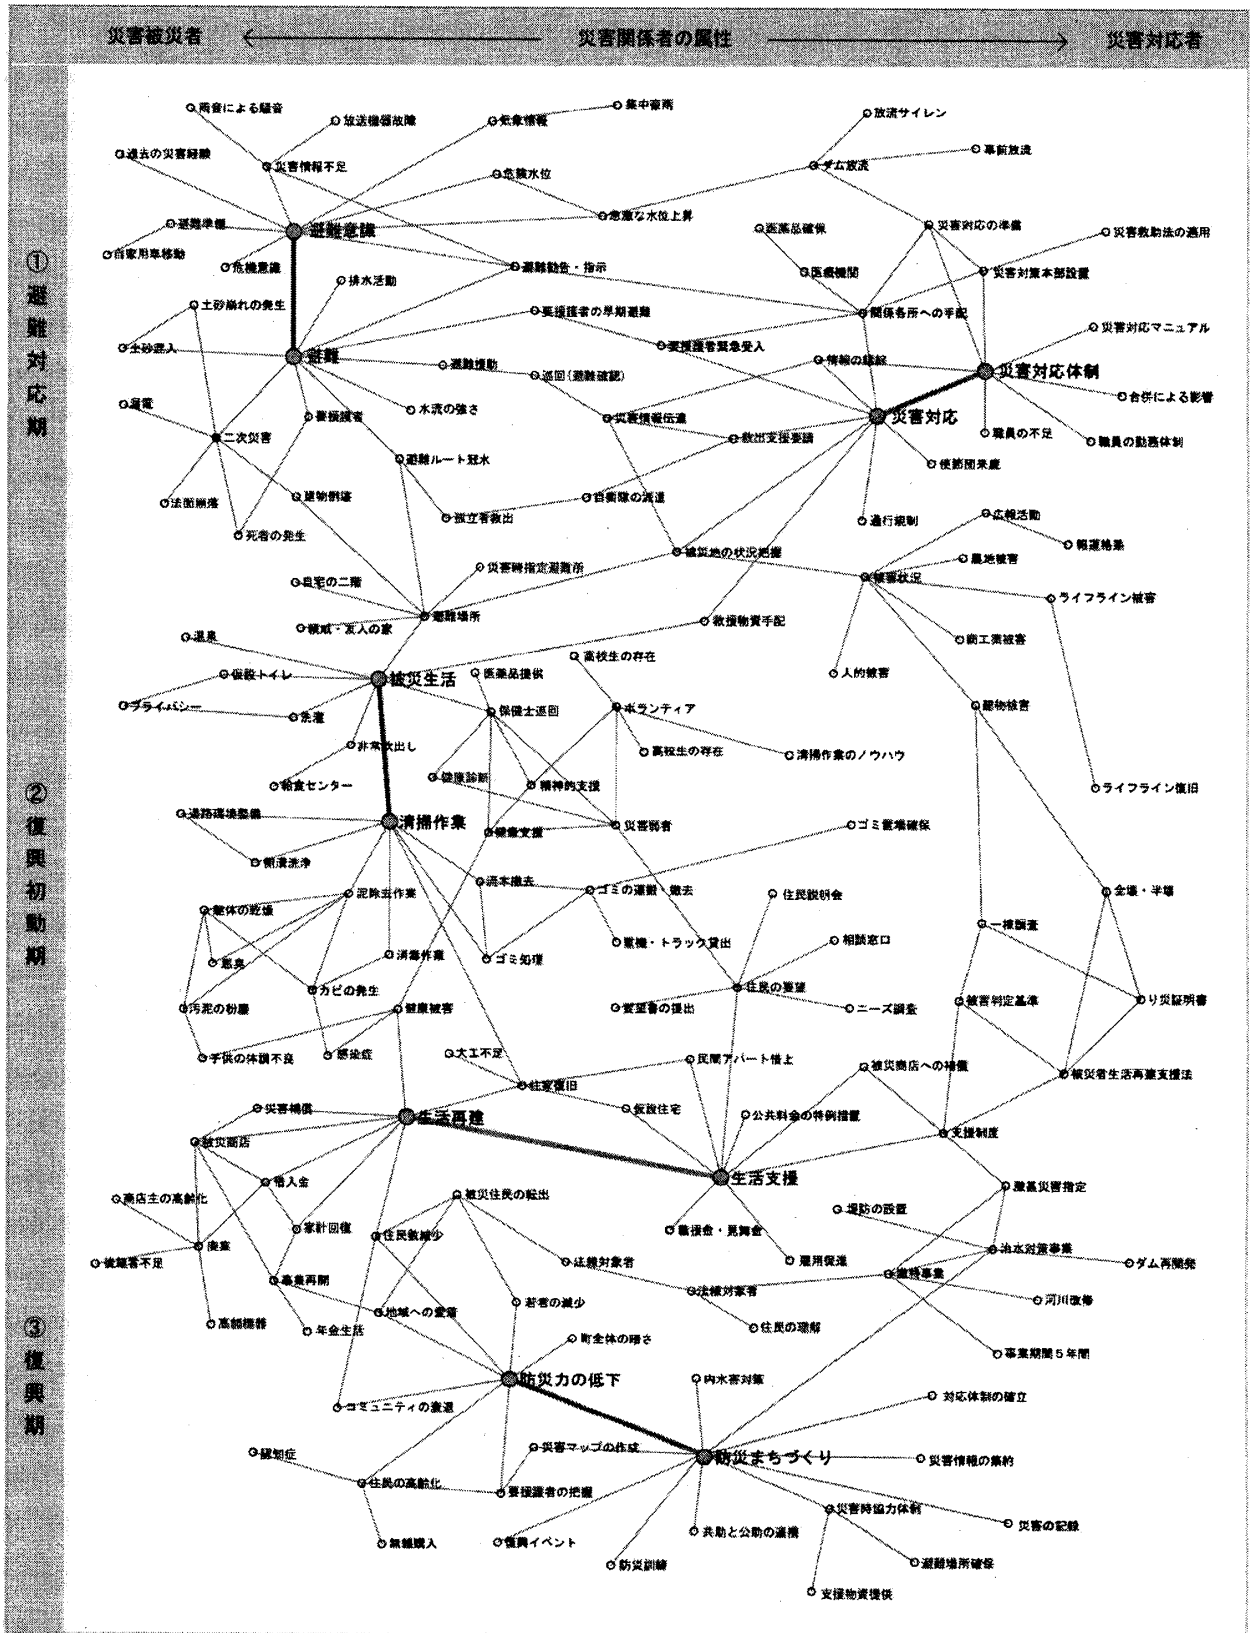 災害被災者
災害関係者の属性
災害対応者
①避難対応期
雨音による騒音
放送機器故障
気象情報
集中豪雨
放流サイレン
過去の災害経験
災害情報不足
ダム放流
事前放流
危険水位
急激な水位上昇
避難準備
避難意識
医薬品確保
災害対応の準備
災害救助法の適用
自家用車移動
危機意識
避難勧告・指示
医療機関
災害対策本部設置
排水活動
土砂崩れの発生
要援護者の早期避難
関係各所への手配
災害対応マニュアル
土砂混入
避難
避難援助
要援護者緊急受入
情報の錯綜
巡回(避難確認)
災害対応体制
合併による影響
漏電
要援護者
水流の強さ
災害情報伝達
災害対応
二次災害
救出支援要請
職員の不足
職員の勤務体制
避難ルート冠水
使節団来慶
法面崩落
建物倒壊
自衛隊の派遣
孤立者救出
通行規制
広報活動
死者の発生
報道格差
被災地の状況把握
農地被害
災害時指定避難所
被害状況
自宅の二階
ライフライン被害
避難場所
救援物資手配
親戚・友人の家
温泉
商工業被害
②復興初動期
高校生の存在
仮設トイレ
被災生活
医薬品提供
人的被害
プライバシー
洗濯
保健士巡回
ボランティア
建物被害
非常炊出し
高校生の存在
清掃作業のノウハウ
給食センター
健康診断
精神的支援
ライフライン復旧
道路環境整備
清掃作業
健康支援
災害弱者
ゴミ置場確保
側溝洗浄
泥除去作業
流木撤去
ゴミの運搬・撤去
住民説明会
全壊・半壊
躯体の乾燥
一棟調査
悪臭
消毒作業
ゴミ処理
重機・トラック貸出
相談窓口
カビの発生
住民の要望
汚泥の粉塵
健康被害
要望書の提出
ニーズ調査
被害判定基準
り災証明書
子供の体調不良
感染症
大工不足
民間アパート借上
被災商店への補償
被災者生活再建支援法
住家復旧
災害補償
生活再建
仮設住宅
公共料金の特例措置
被災商店
支援制度
借入金
生活支援
激甚災害指定
商店主の高齢化
被災住民の転出
堤防の設置
家計回復
住民数減少
義援金・見舞金
廃業
治水対策事業
後継者不足
法線対象者
雇用促進
ダム再開発
③復興期
事業再開
激特事業
法線対象者
地域への愛着
若者の減少
河川改修
高額機器
年金生活
町全体の暗さ
住民の理解
事業期間5年間
防災力の低下
内水害対策
コミュニティの衰退
対応体制の確立
認知症
災害マップの作成
防災まちづくり
災害情報の集約
住民の高齢化
要援護者の把握
災害時協力体制
災害の記録
無線購入
復興イベント
共助と公助の連携
防災訓練
避難場所確保
支援物資提供